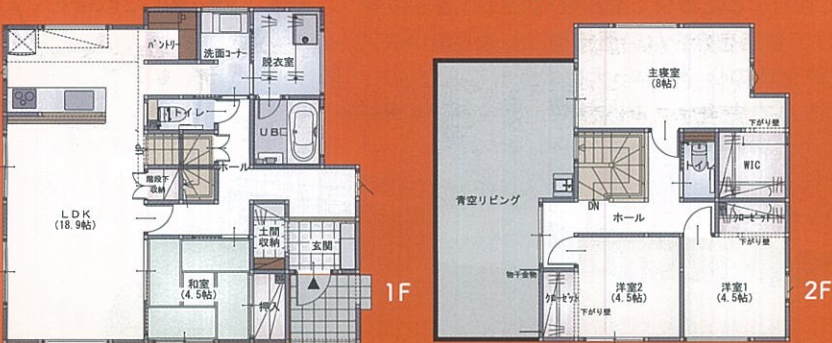 パントリー
洗面コーナー
脱衣室
トイレ
UB
UP
ホール
階段下
収納
LDK
(18.9帖)
土間
収納
玄関
和室
(4.5帖)
押入
1F
主寝室
(8帖)
下がり壁
トイレ
WIC
青空リビング
DN
ホール
クローゼット
下がり壁
物干金物
クローゼット
洋室2
(4.5帖)
下がり壁
洋室1
(4.5帖)
2F